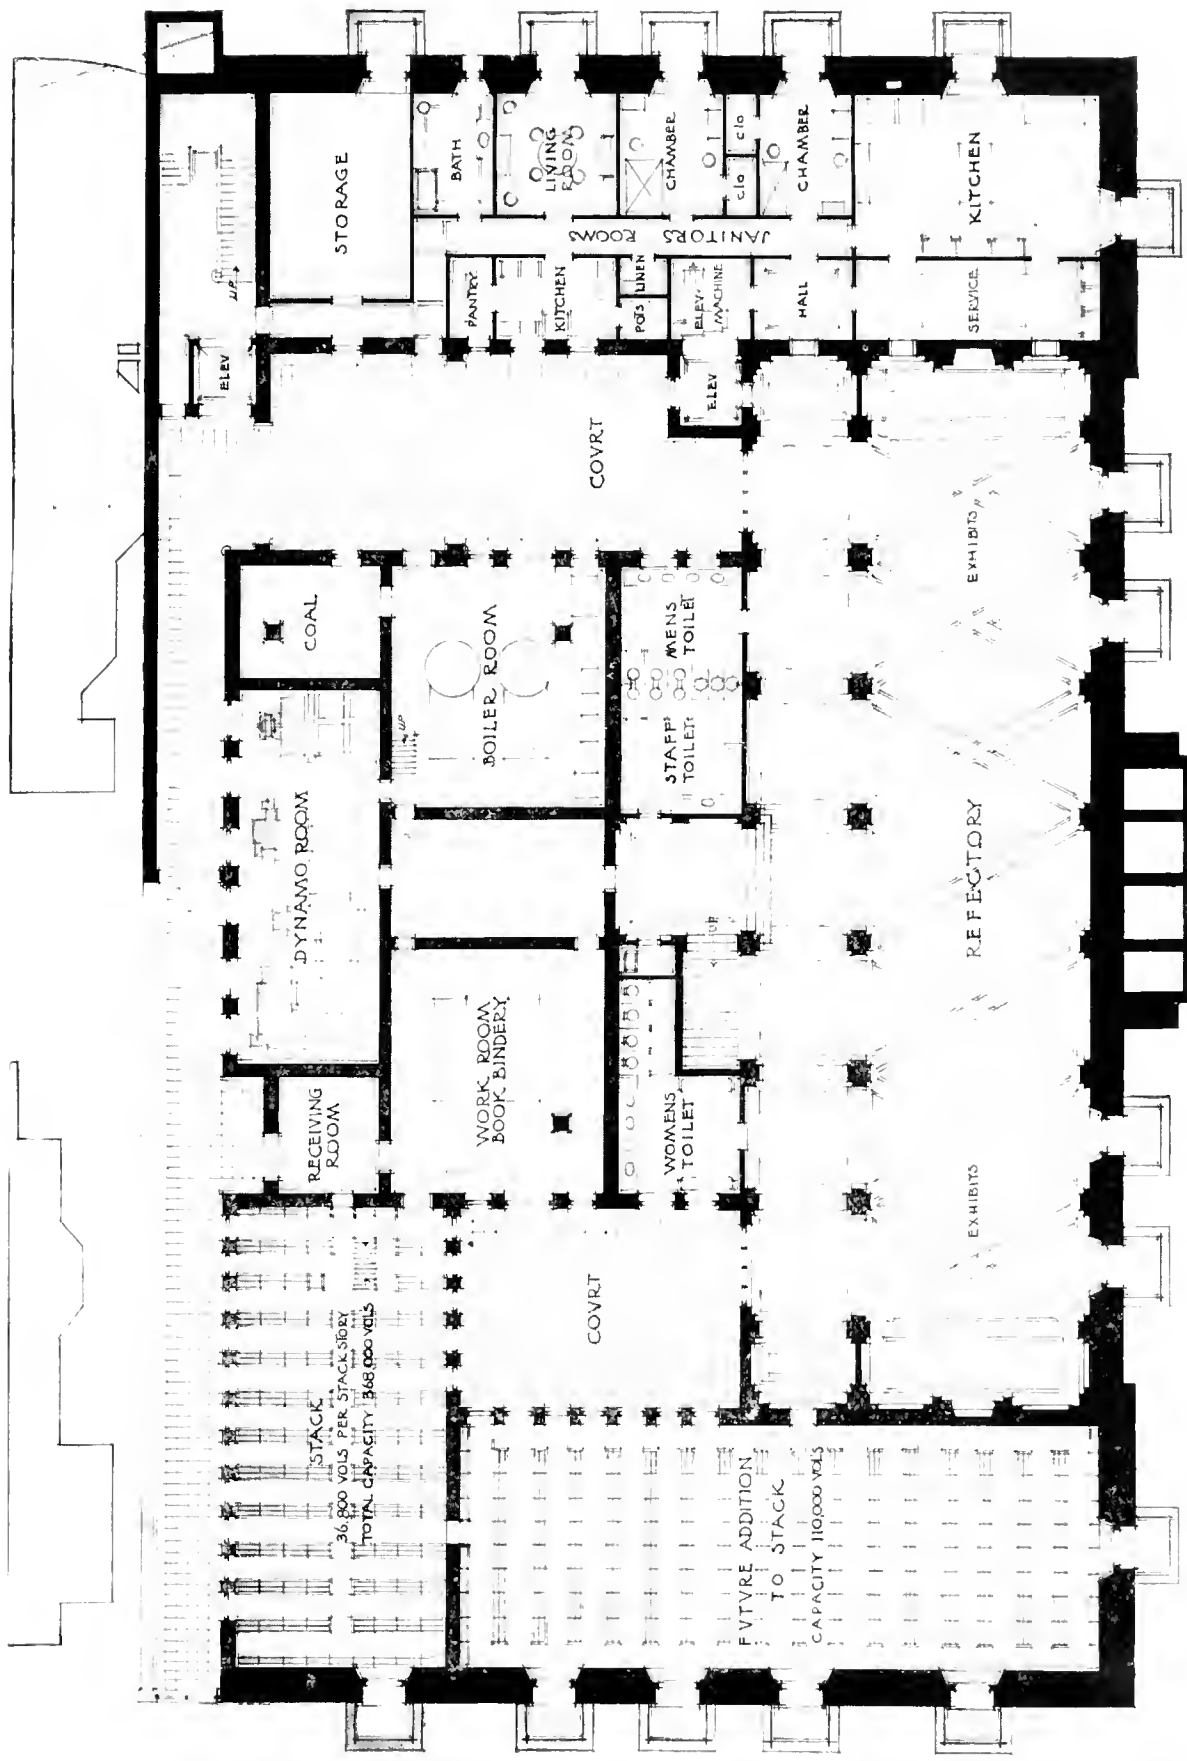 STACK
36,800 VOLS PER STACK STORY
TOTAL CAPACITY 368,000 VOLS
RECEIVING
ROOM
DYNAMO ROOM
COAL
UP
ELEV
STORAGE
WORK ROOM
BOOK BINDERY
UP
BOILER ROOM
BATH
LIVING
ROOM
CHAMBER
CLO
CLO
CHAMBER
JANITORS ROOMS
PANTRY
KITCHEN
POTS
LINEN
ELEV.
MACHINE
HALL
ELEV
COVRT
COVRT
WOMENS
TOILET
UP
STAFF
TOILET
MENS
TOILET
FVTVRE ADDITION
TO STACK
CAPACITY 110,000 VOLS
EXHIBITS
REFECTORY
EXHIBITS
SERVICE
KITCHEN